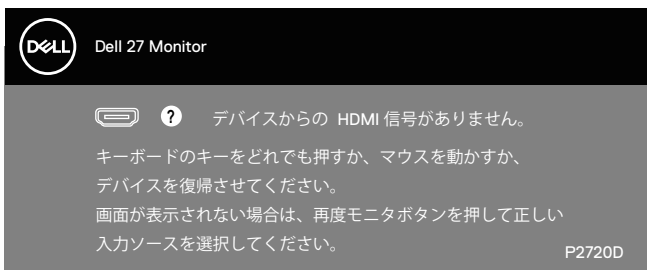 DELL
Dell 27 Monitor
? デバイスからの HDMI 信号がありません。
キーボードのキーをどれでも押すか、マウスを動かすか、
デバイスを復帰させてください。
画面が表示されない場合は、再度モニタボタンを押して正しい
入力ソースを選択してください。
P2720D